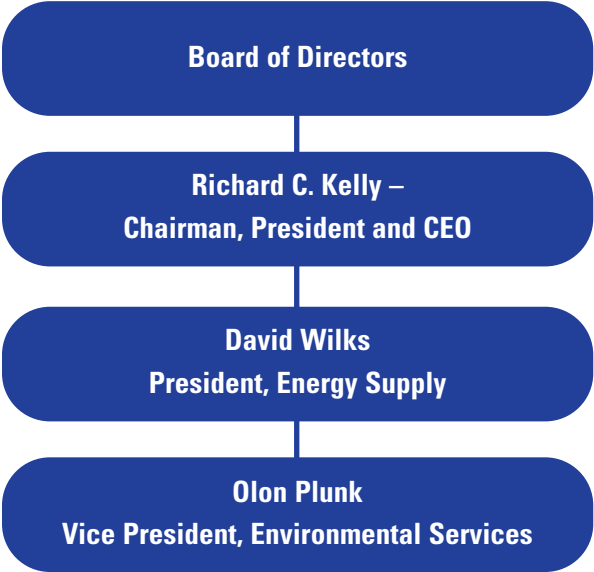 Board of Directors
Richard C. Kelly –
Chairman, President and CEO
David Wilks
President, Energy Supply
Olon Plunk
Vice President, Environmental Services